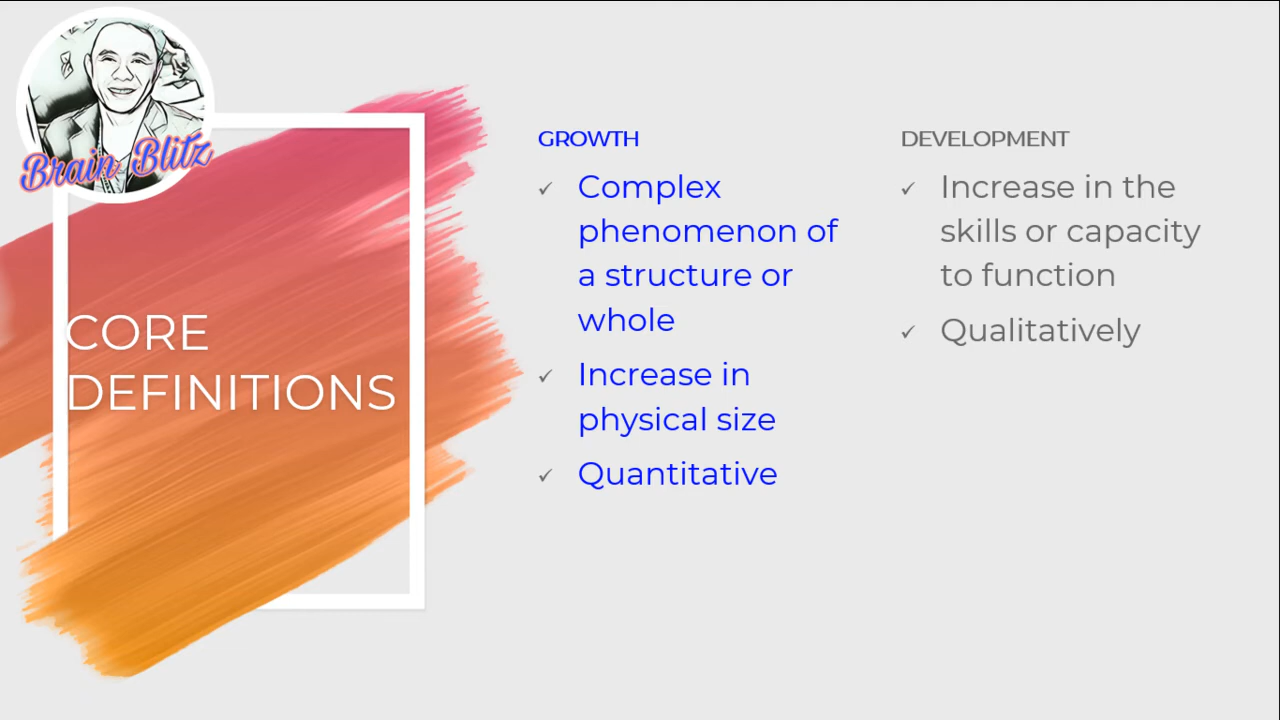 Brain Blitz
CORE
DEFINITIONS
GROWTH
✓ Complex
phenomenon of
a structure or
whole
✓ Increase in
physical size
✓ Quantitative
DEVELOPMENT
✓ Increase in the
skills or capacity
to function
✓ Qualitatively